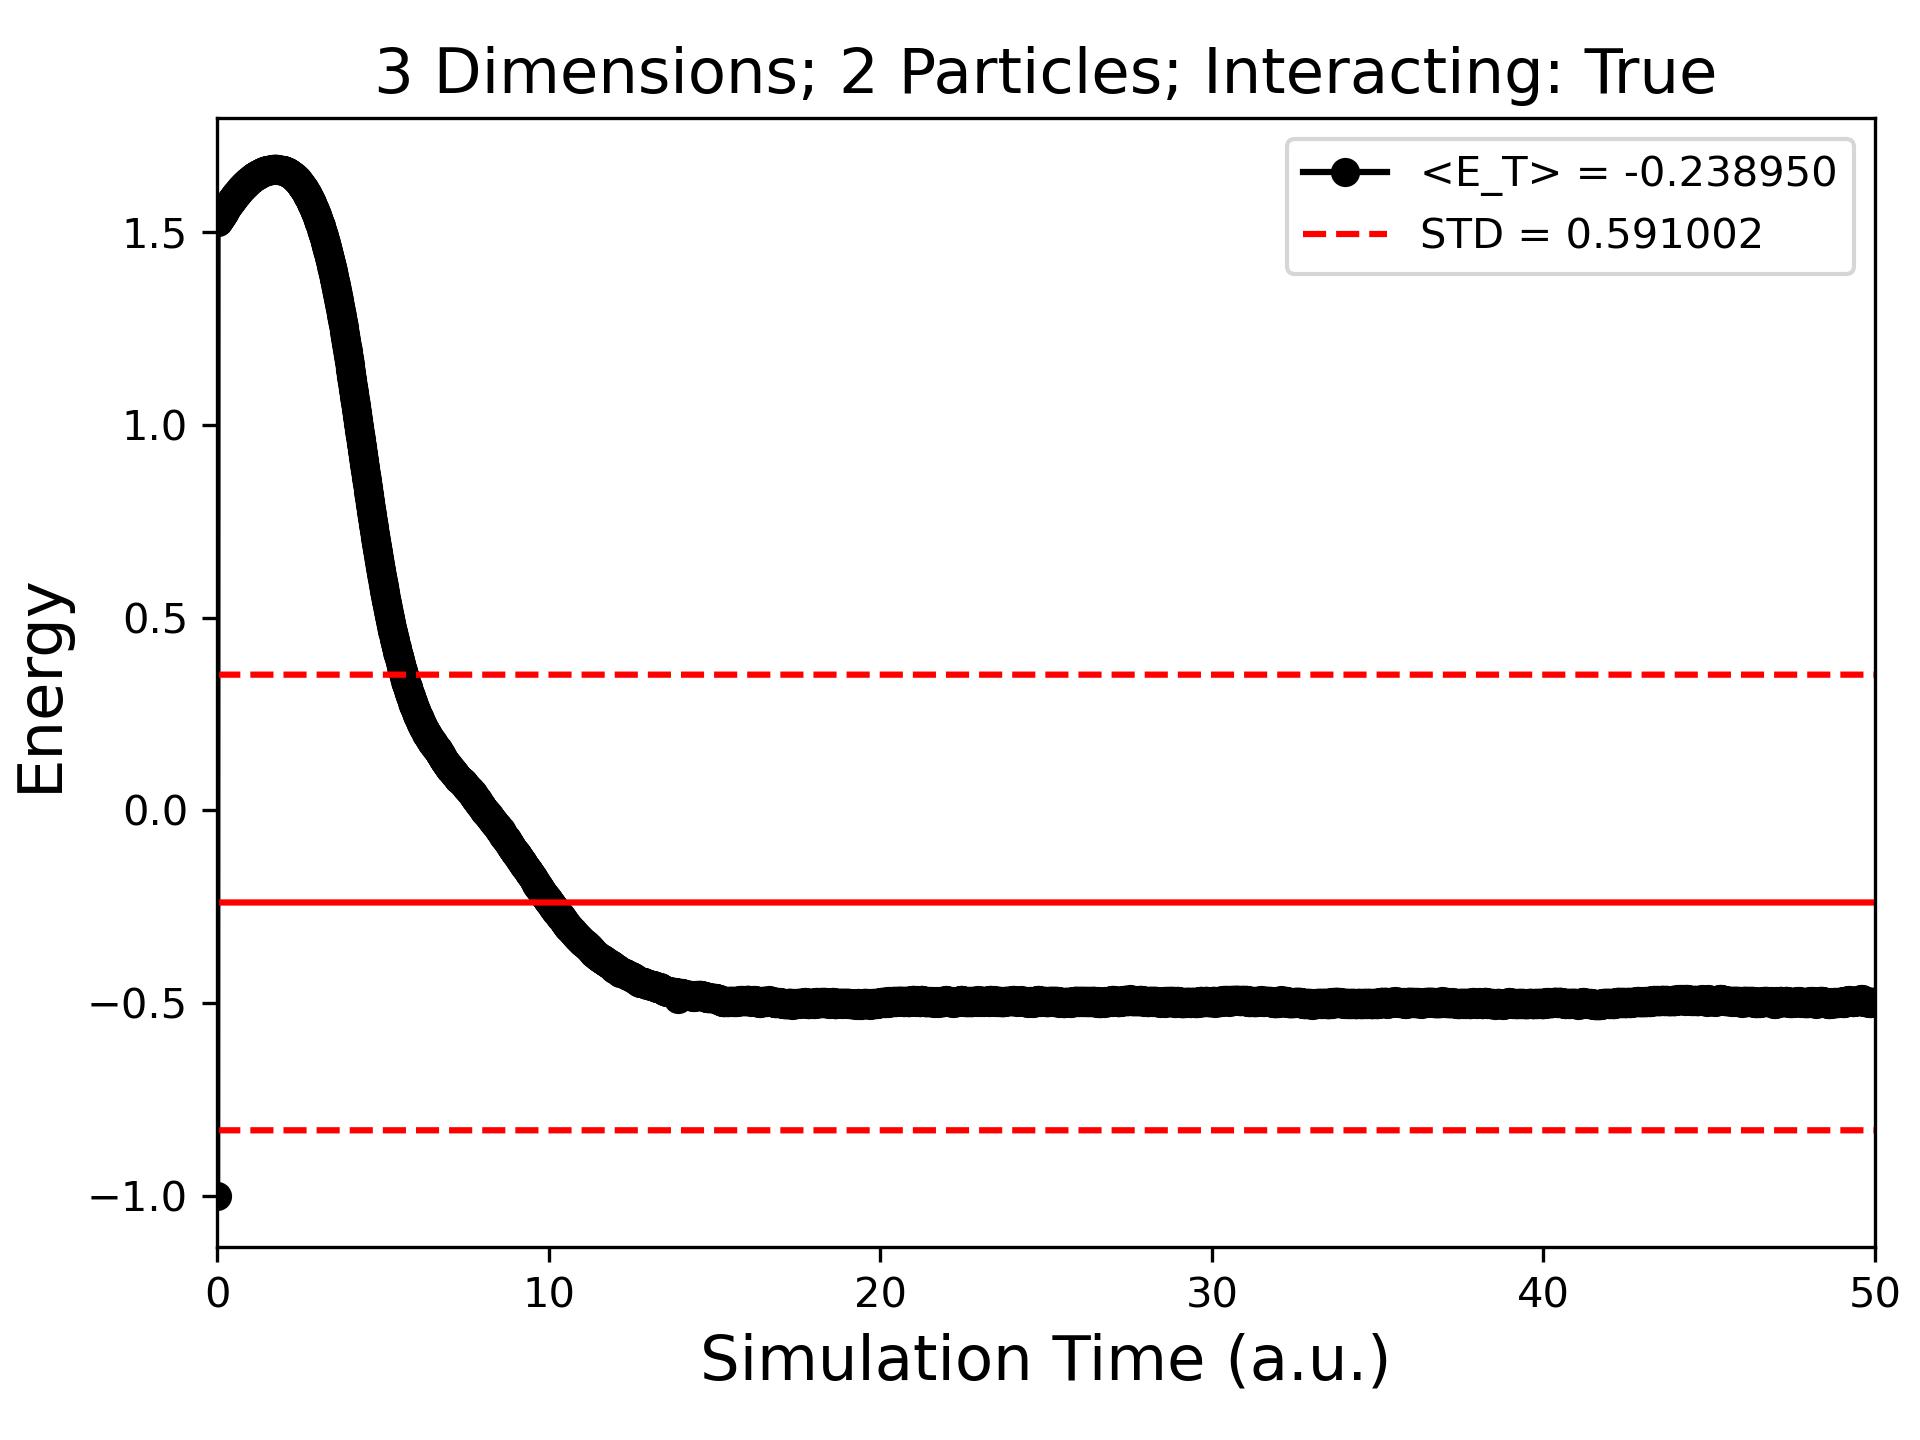 3 Dimensions; 2 Particles; Interacting: True
<E_T> = -0.238950
STD = 0.591002
Energy
1.5
1.0
0.5
0.0
−0.5
−1.0
0 10 20 30 40 50
Simulation Time (a.u.)